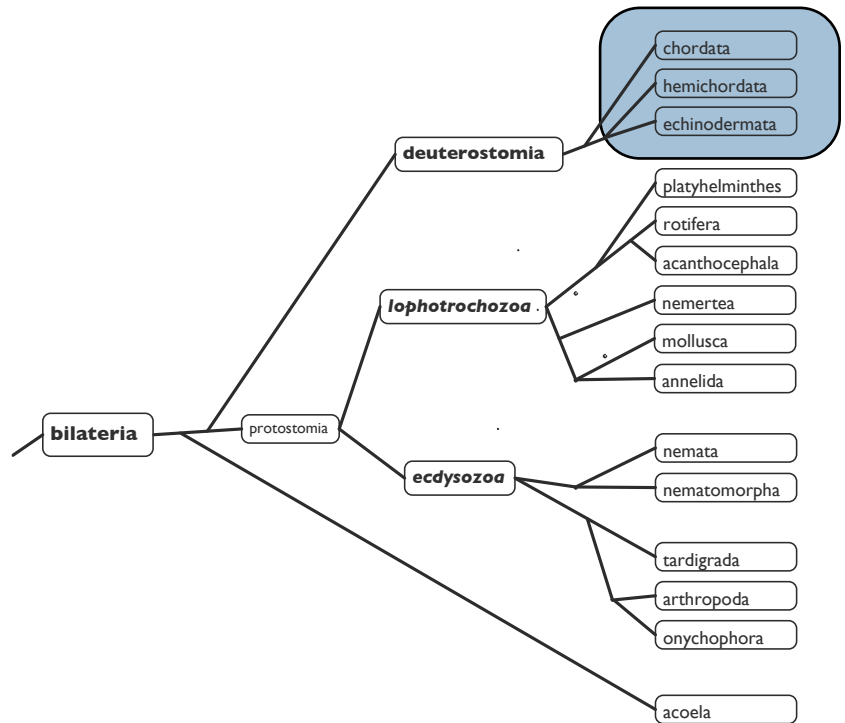 chordata
hemichordata
echinodermata
deuterostomia
platyhelminthes
rotifera
acanthocephala
lophotrochozoa
nemertea
mollusca
annelida
bilateria
protostomia
nemata
ecdysozoa
nematomorpha
tardigrada
arthropoda
onychophora
acoela